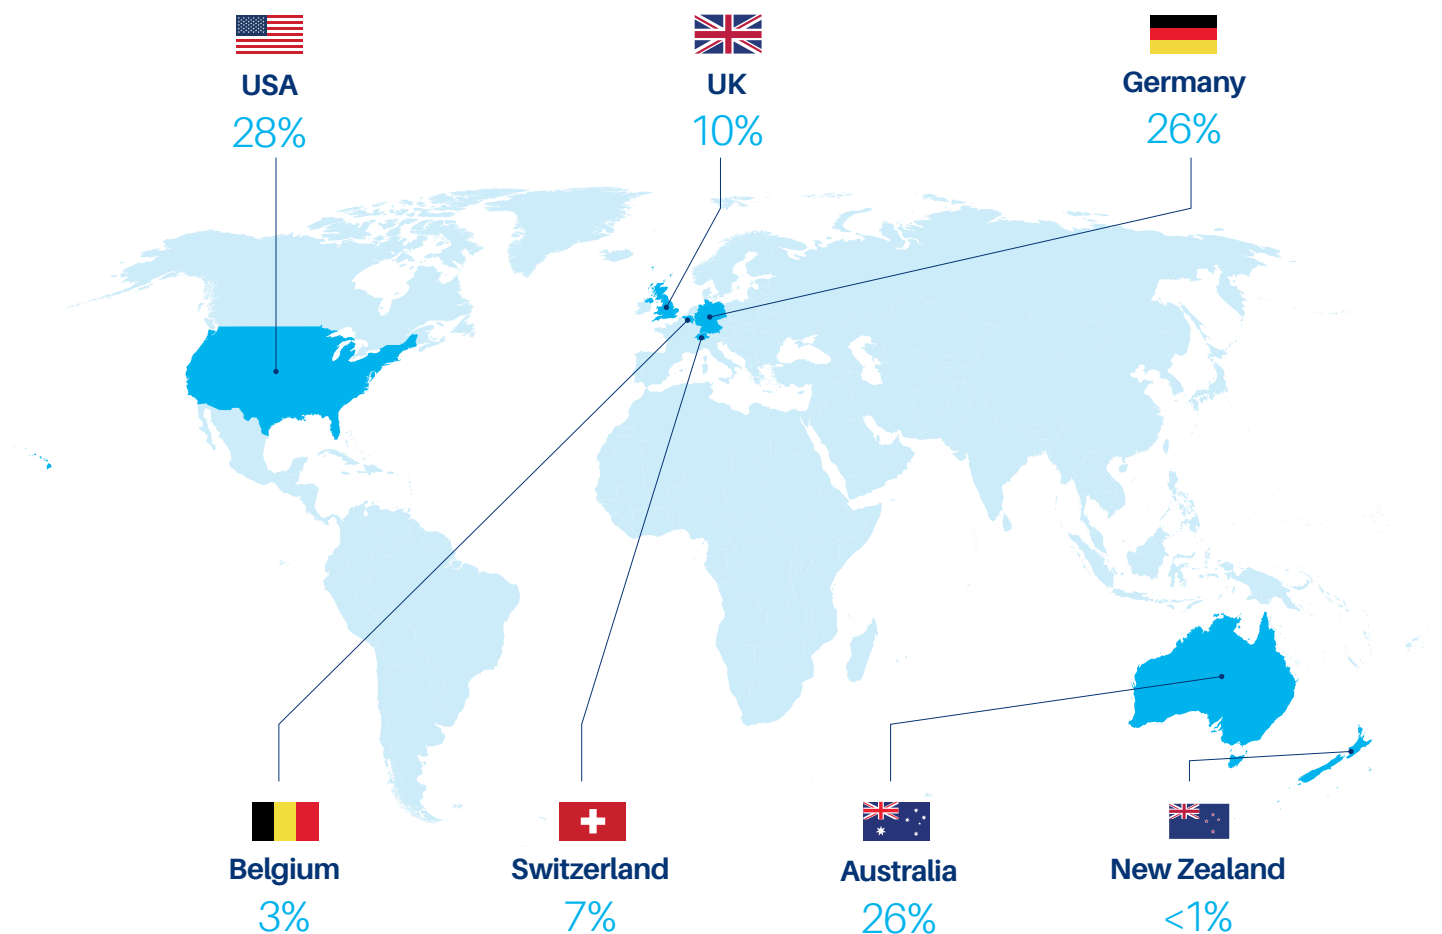 USA
28%
UK
10%
Germany
26%
Belgium
3%
Switzerland
7%
Australia
26%
New Zealand
<1%